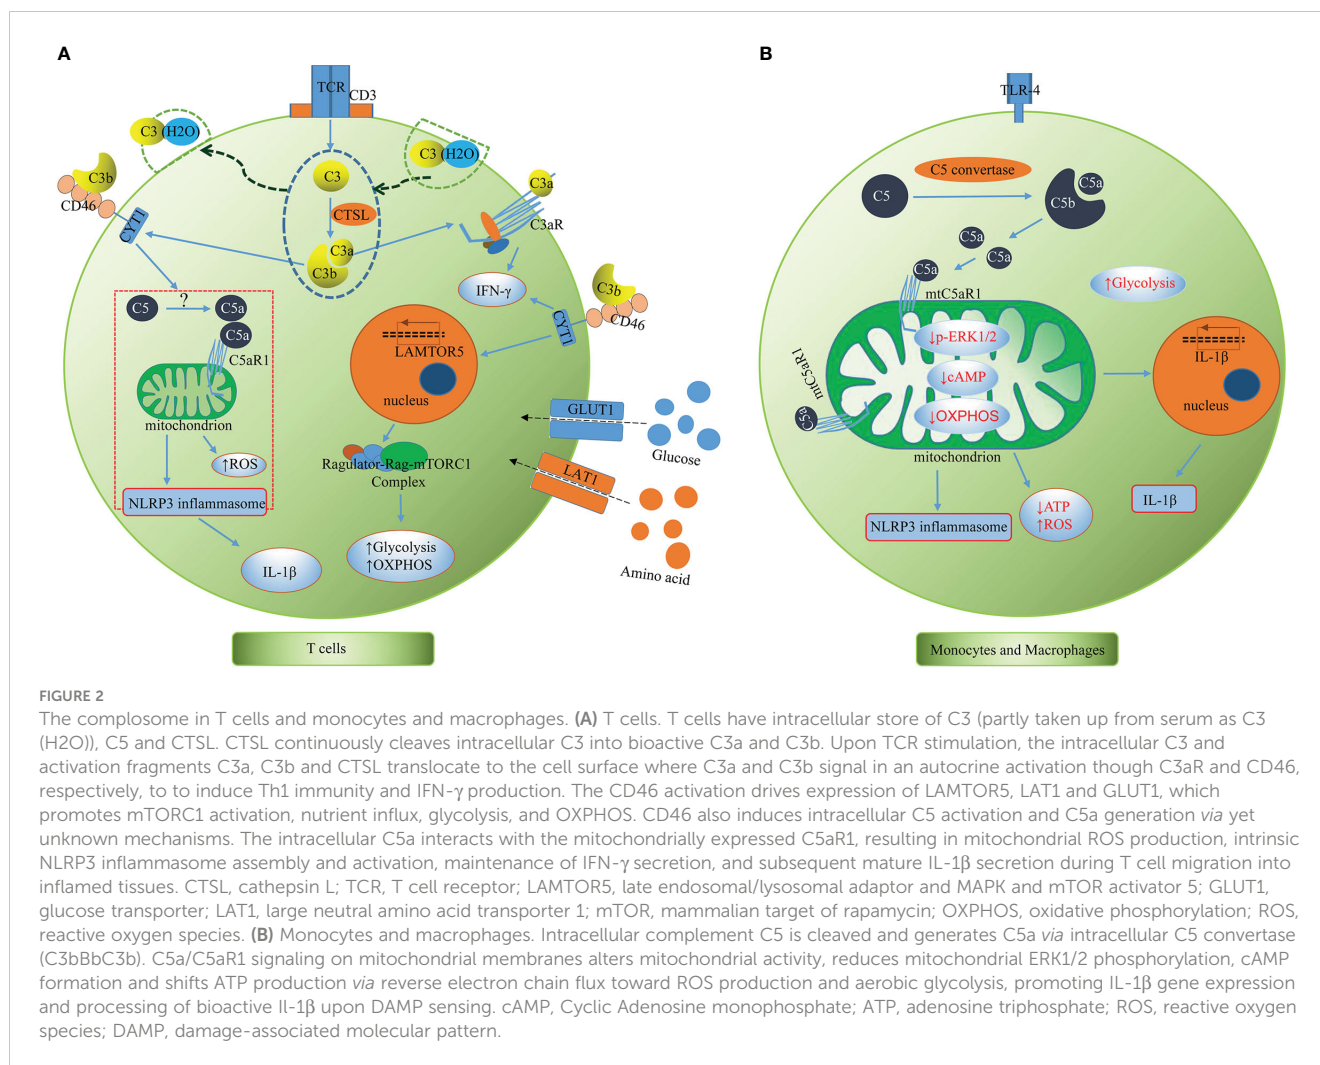 A
TCR
CD3
C3 (H2O)
C3 (H2O)
C3b
CD46
CYT1
C3
CTSL
C3a
C3b
C3a
C3aR
IFN-γ
C3b
CD46
CYT1
C5
?
C5a
C5a
C5aR1
mitochondrion
↑ROS
NLRP3 inflammasome
IL-1β
LAMTOR5
nucleus
Ragulator-Rag-mTORC1
Complex
↑Glycolysis
↑OXPHOS
GLUT1
Glucose
LAT1
Amino acid
T cells
B
TLR-4
C5 convertase
C5
C5a
C5b
C5a
C5a
C5a
mtC5aR1
↑Glycolysis
↓p-ERK1/2
↓cAMP
↓OXPHOS
mtC5aR1
C5a
mitochondrion
IL-1β
nucleus
NLRP3 inflammasome
↓ATP
↑ROS
IL-1β
Monocytes and Macrophages
FIGURE 2
The complosome in T cells and monocytes and macrophages. (A) T cells. T cells have intracellular store of C3 (partly taken up from serum as C3
(H2O)), C5 and CTSL. CTSL continuously cleaves intracellular C3 into bioactive C3a and C3b. Upon TCR stimulation, the intracellular C3 and
activation fragments C3a, C3b and CTSL translocate to the cell surface where C3a and C3b signal in an autocrine activation though C3aR and CD46,
respectively, to to induce Th1 immunity and IFN-γ production. The CD46 activation drives expression of LAMTOR5, LAT1 and GLUT1, which
promotes mTORC1 activation, nutrient influx, glycolysis, and OXPHOS. CD46 also induces intracellular C5 activation and C5a generation via yet
unknown mechanisms. The intracellular C5a interacts with the mitochondrially expressed C5aR1, resulting in mitochondrial ROS production, intrinsic
NLRP3 inflammasome assembly and activation, maintenance of IFN-γ secretion, and subsequent mature IL-1β secretion during T cell migration into
inflamed tissues. CTSL, cathepsin L; TCR, T cell receptor; LAMTOR5, late endosomal/lysosomal adaptor and MAPK and mTOR activator 5; GLUT1,
glucose transporter; LAT1, large neutral amino acid transporter 1; mTOR, mammalian target of rapamycin; OXPHOS, oxidative phosphorylation; ROS,
reactive oxygen species. (B) Monocytes and macrophages. Intracellular complement C5 is cleaved and generates C5a via intracellular C5 convertase
(C3bBbC3b). C5a/C5aR1 signaling on mitochondrial membranes alters mitochondrial activity, reduces mitochondrial ERK1/2 phosphorylation, cAMP
formation and shifts ATP production via reverse electron chain flux toward ROS production and aerobic glycolysis, promoting IL-1β gene expression
and processing of bioactive Il-1β upon DAMP sensing. cAMP, Cyclic Adenosine monophosphate; ATP, adenosine triphosphate; ROS, reactive oxygen
species; DAMP, damage-associated molecular pattern.